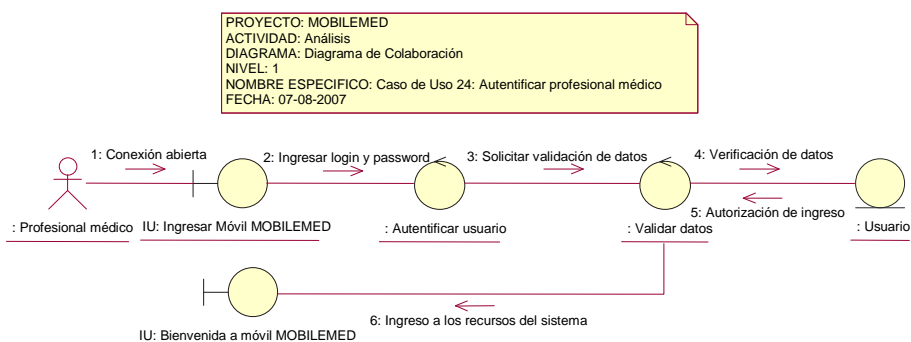 PROYECTO: MOBILEMED
ACTIVIDAD: Análisis
DIAGRAMA: Diagrama de Colaboración
NIVEL: 1
NOMBRE ESPECIFICO: Caso de Uso 24: Autentificar profesional médico
FECHA: 07-08-2007
1: Conexión abierta
2: Ingresar login y password
3: Solicitar validación de datos
4: Verificación de datos
5: Autorización de ingreso
: Profesional médico
IU: Ingresar Móvil MOBILEMED
: Autentificar usuario
: Validar datos
: Usuario
6: Ingreso a los recursos del sistema
IU: Bienvenida a móvil MOBILEMED